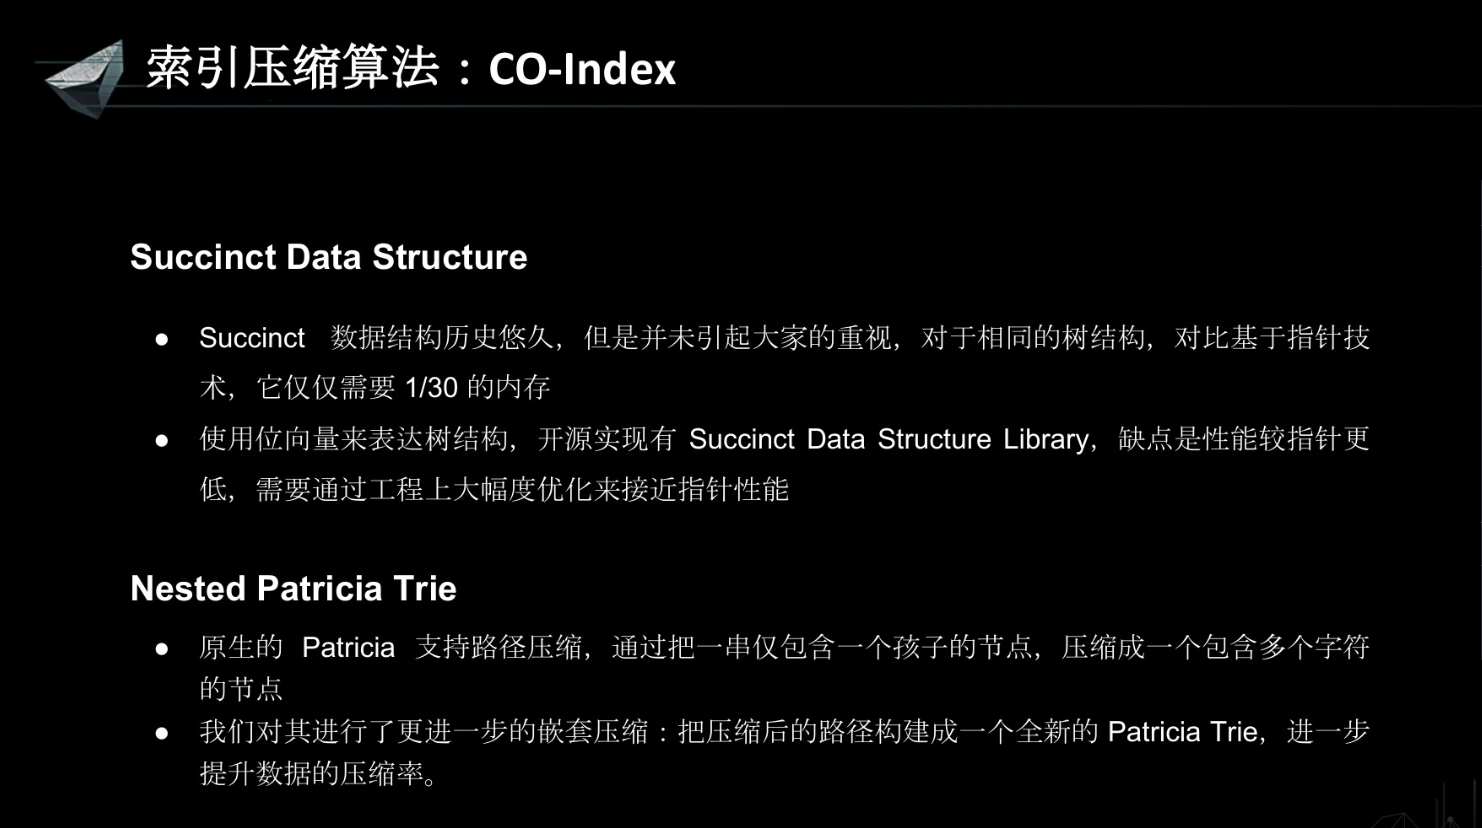 索引压缩算法：CO-Index
Succinct Data Structure
● Succinct 数据结构历史悠久，但是并未引起大家的重视，对于相同的树结构，对比基于指针技
术，它仅仅需要 1/30 的内存
● 使用位向量来表达树结构，开源实现有 Succinct Data Structure Library，缺点是性能较指针更
低，需要通过工程上大幅度优化来接近指针性能
Nested Patricia Trie
● 原生的 Patricia 支持路径压缩，通过把一串仅包含一个孩子的节点，压缩成一个包含多个字符
的节点
● 我们对其进行了更进一步的嵌套压缩：把压缩后的路径构建成一个全新的 Patricia Trie，进一步
提升数据的压缩率。